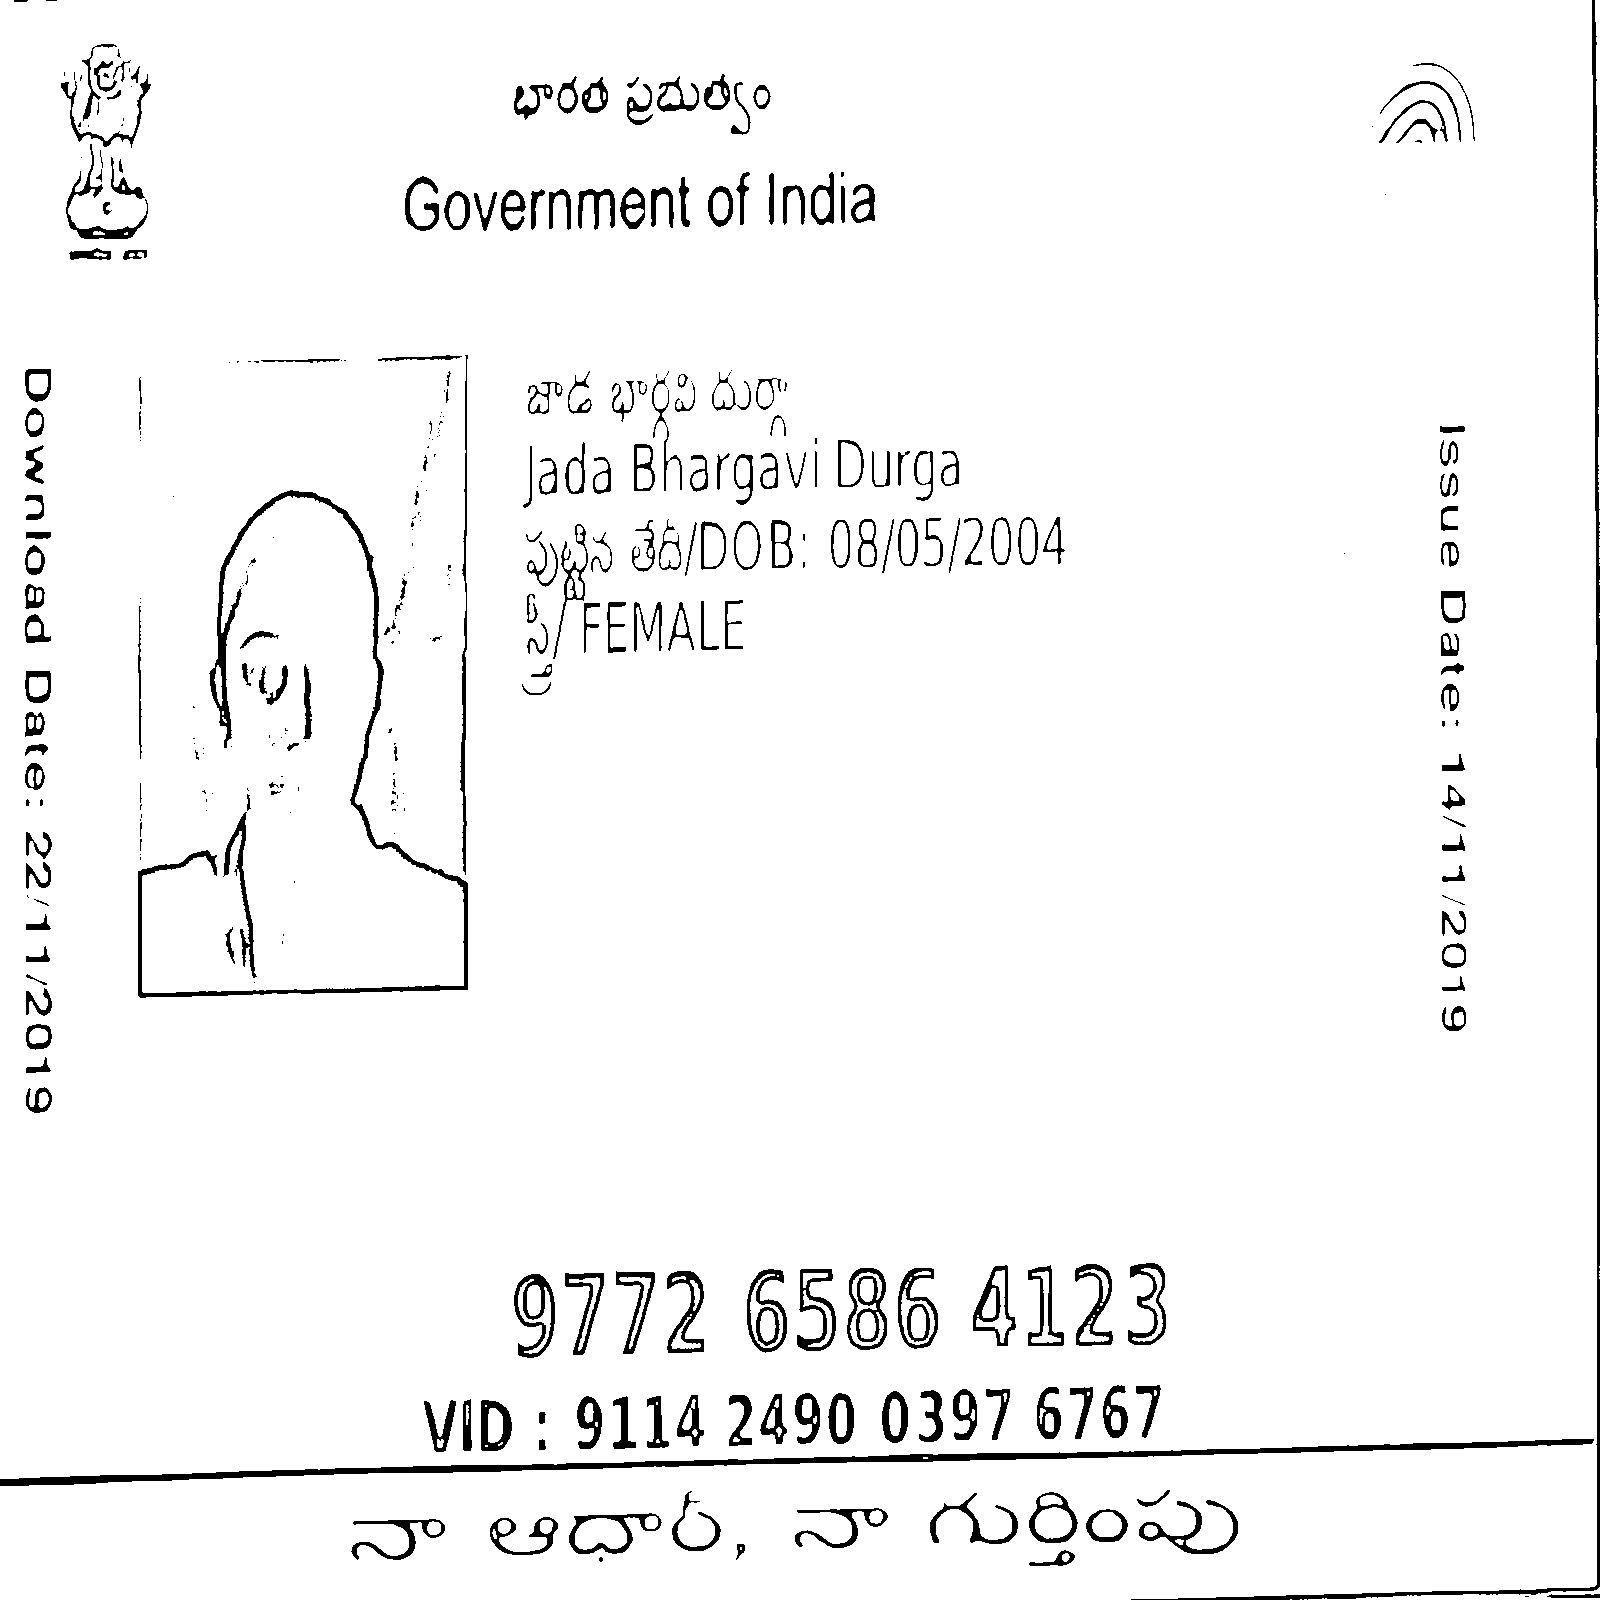 భారత ప్రభుత్వం
Government of India
Download Date: 22/11/2019
జాడ భార్గవి దుర్గా
Jada Bhargavi Durga
పుట్టిన తేదీ/DOB: 08/05/2004
స్త్రీ/ FEMALE
Issue Date: 14/11/2019
9772 6586 4123
VID : 9114 2490 0397 6767
నా ఆధార్, నా గుర్తింపు